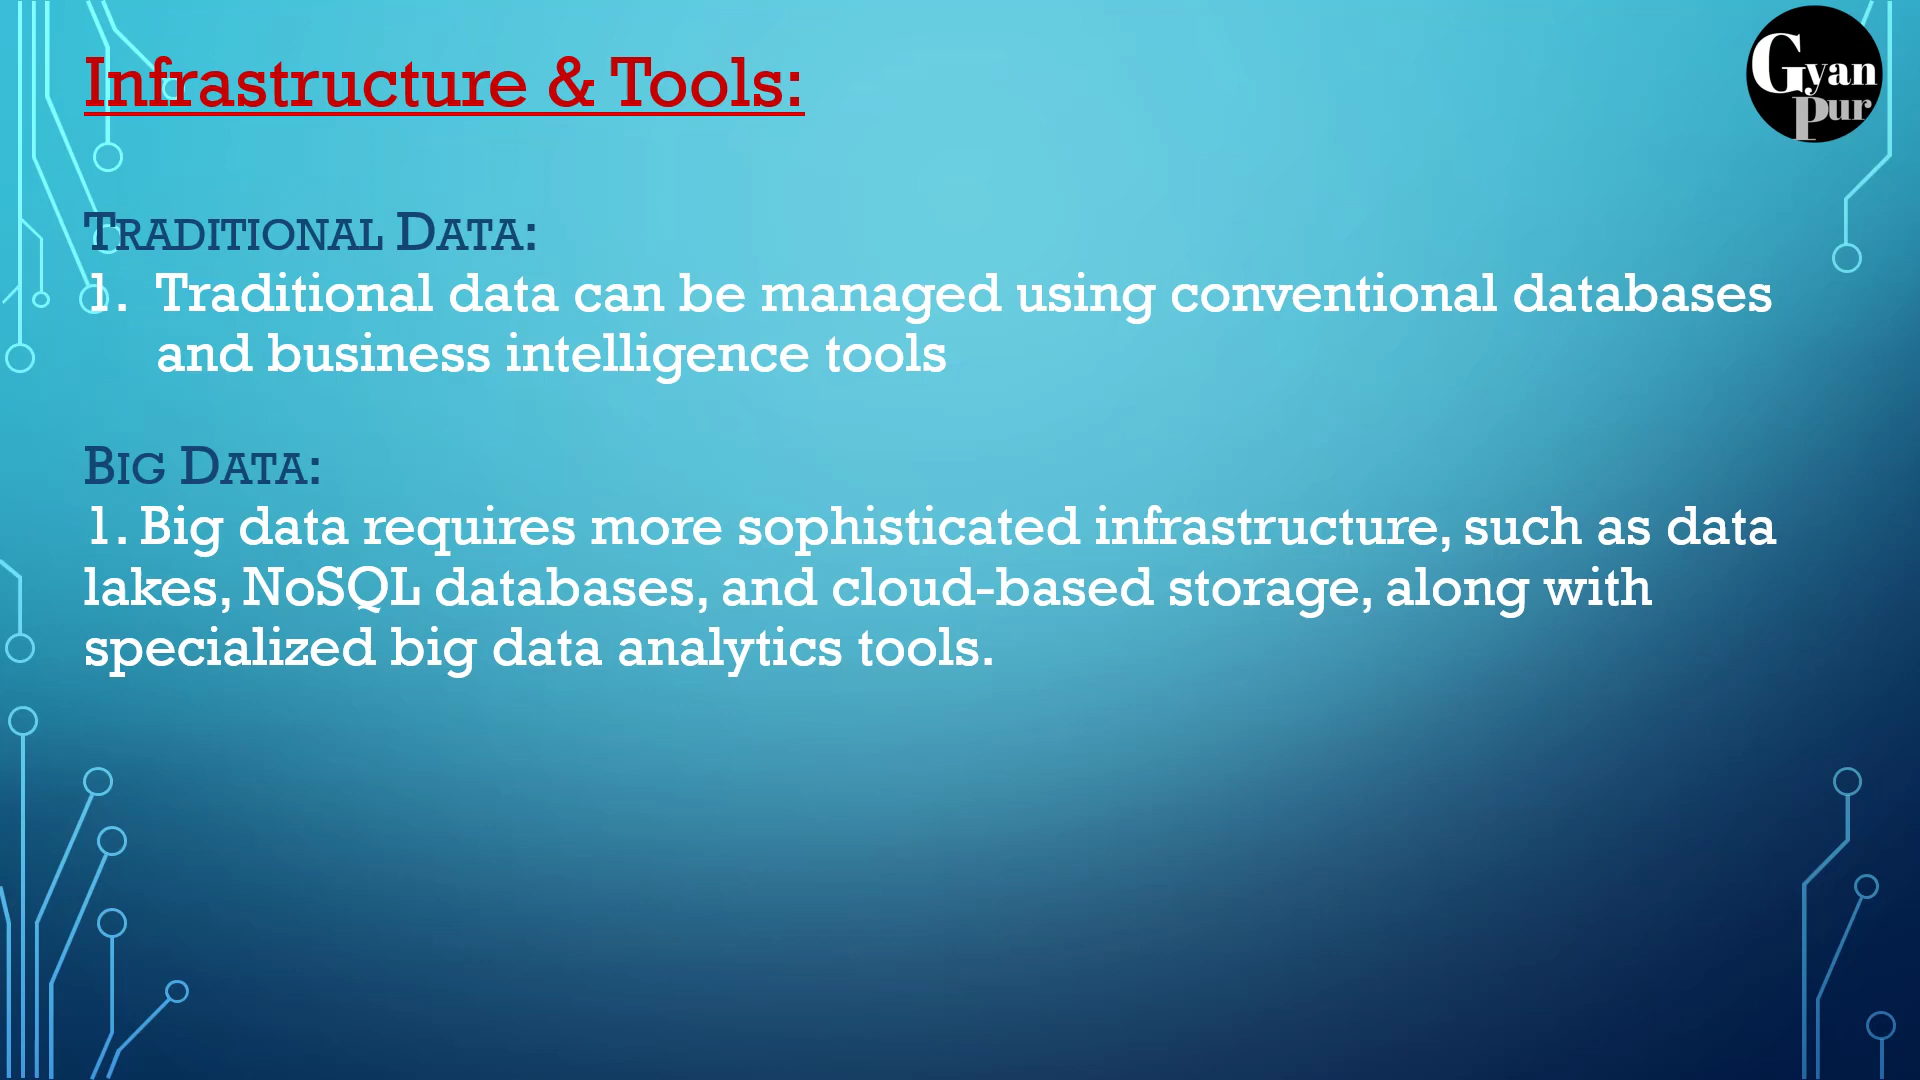 Infrastructure & Tools:
Gyan
Pur
TRADITIONAL DATA:
1. Traditional data can be managed using conventional databases
and business intelligence tools
BIG DATA:
1. Big data requires more sophisticated infrastructure, such as data
lakes, NoSQL databases, and cloud-based storage, along with
specialized big data analytics tools.